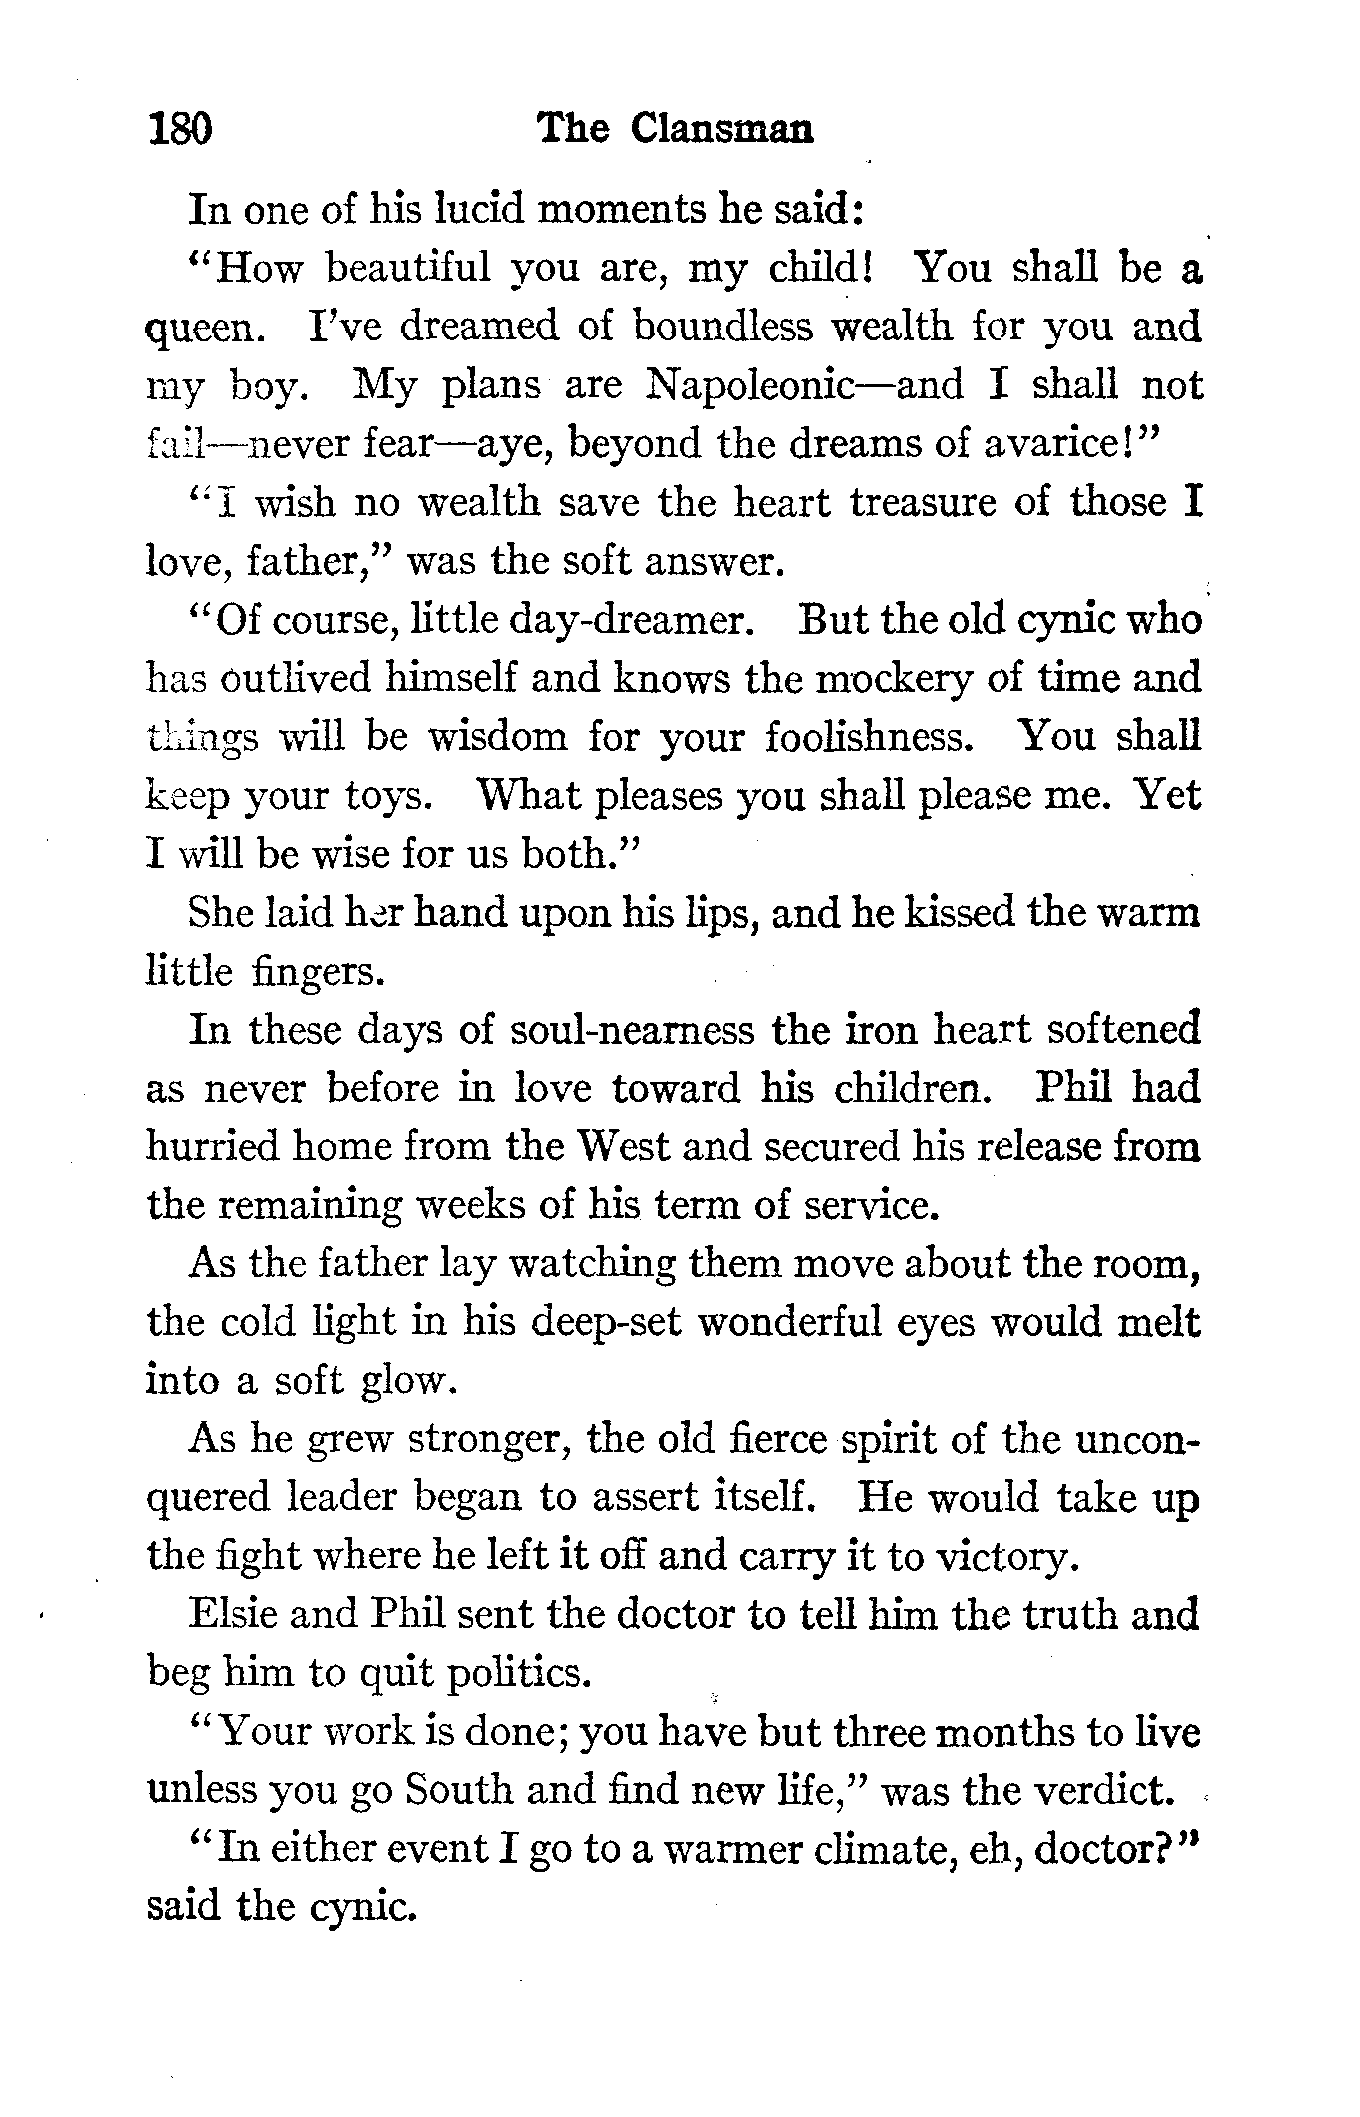 180 The Clansman
In one of his lucid moments he said:
“How beautiful you are, my child! You shall be a
queen. I’ve dreamed of boundless wealth for you and
my boy. My plans are Napoleonic—and I shall not
fail—never fear—aye, beyond the dreams of avarice!”
“I wish no wealth save the heart treasure of those I
love, father,” was the soft answer.
“Of course, little day-dreamer. But the old cynic who
has outlived himself and knows the mockery of time and
things will be wisdom for your foolishness. You shall
keep your toys. What pleases you shall please me. Yet
I will be wise for us both.”
She laid her hand upon his lips, and he kissed the warm
little fingers.
In these days of soul-nearness the iron heart softened
as never before in love toward his children. Phil had
hurried home from the West and secured his release from
the remaining weeks of his term of service.
As the father lay watching them move about the room,
the cold light in his deep-set wonderful eyes would melt
into a soft glow.
As he grew stronger, the old fierce spirit of the uncon-
quered leader began to assert itself. He would take up
the fight where he left it off and carry it to victory.
Elsie and Phil sent the doctor to tell him the truth and
beg him to quit politics.
“Your work is done; you have but three months to live
unless you go South and find new life,” was the verdict.
“In either event I go to a warmer climate, eh, doctor?”
said the cynic.